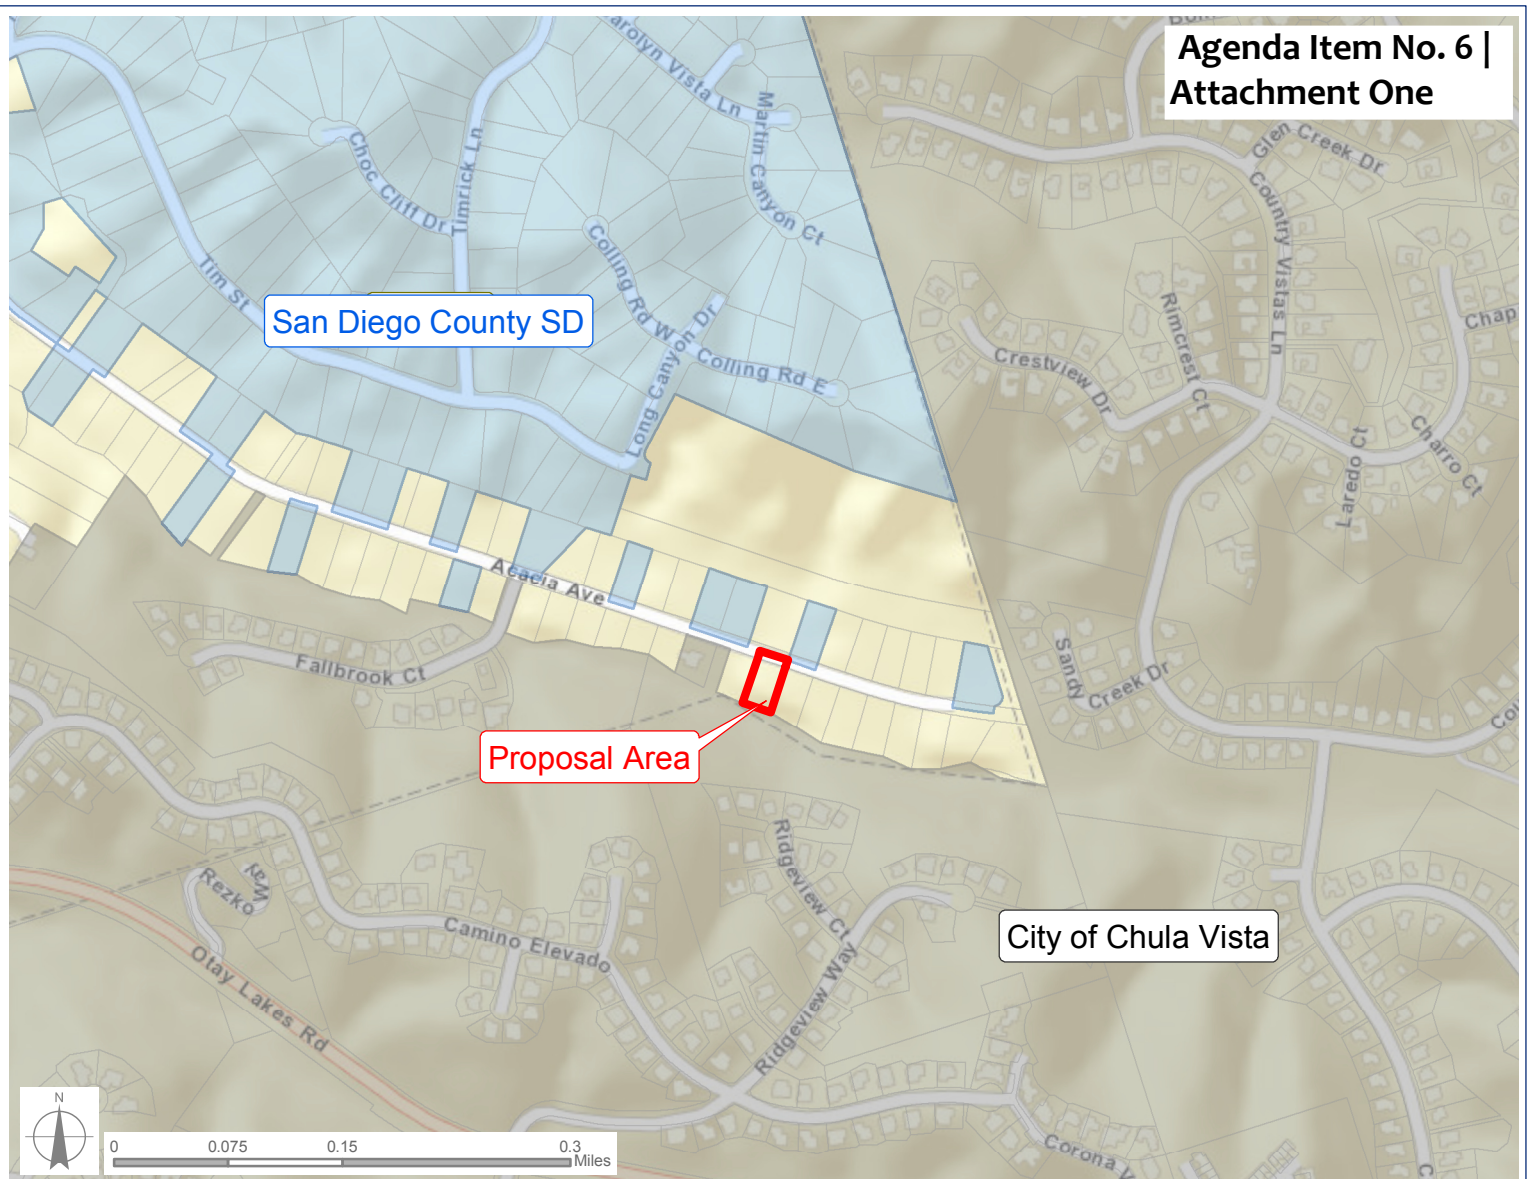 Agenda Item No. 6 |
Attachment One
Carolyn Vista Ln
Martin Canyon Ct
Choc Cliff Dr
Timrick Ln
Glen Creek Dr
Country Vistas Ln
Colling Rd W
Colling Rd E
Tim St
San Diego County SD
Long Canyon Dr
Rimcrest Ct
Crestview Dr
Chap
Charro Ct
Laredo Ct
Acacia Ave
Fallbrook Ct
Sandy Creek Dr
Proposal Area
Ridgeview Ct
Rezko
May
Camino Elevado
City of Chula Vista
Otay Lakes Rd
Ridgeview Way
Corona V
N
0 0.075 0.15 0.3
Miles